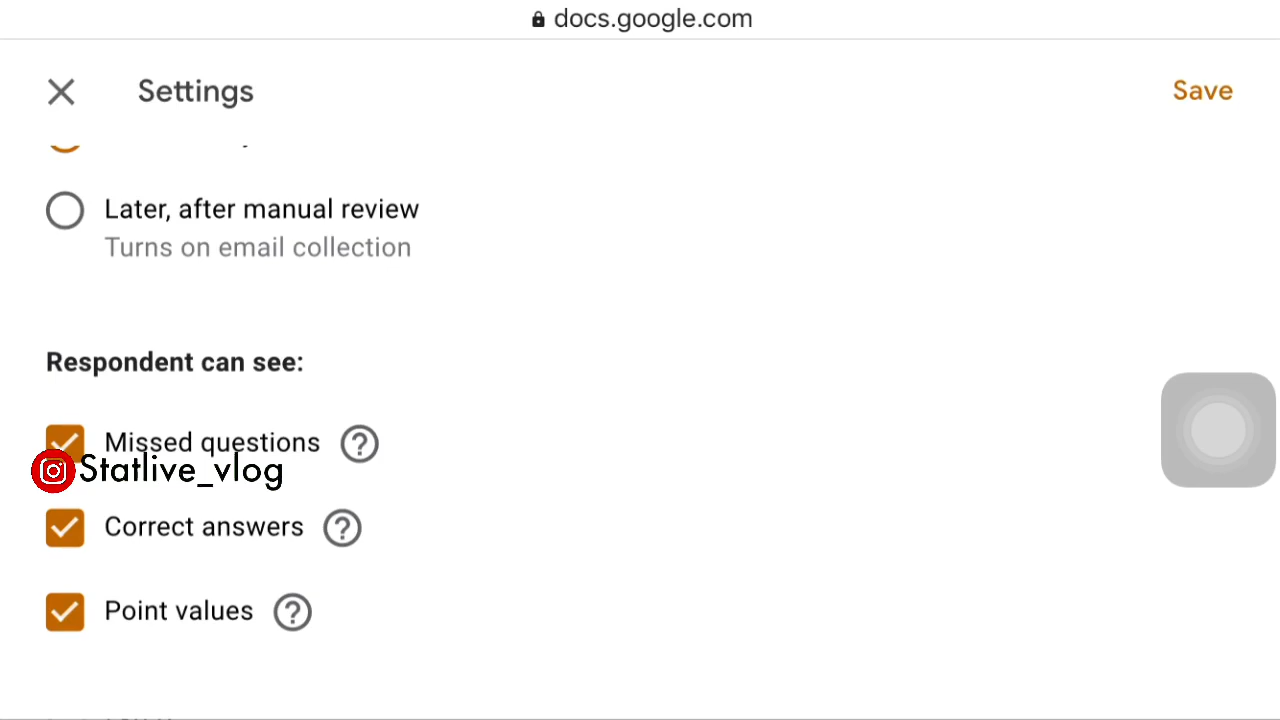 docs.google.com
Settings
Save
Later, after manual review
Turns on email collection
Respondent can see:
Missed questions
Statlive_vlog
Correct answers
Point values